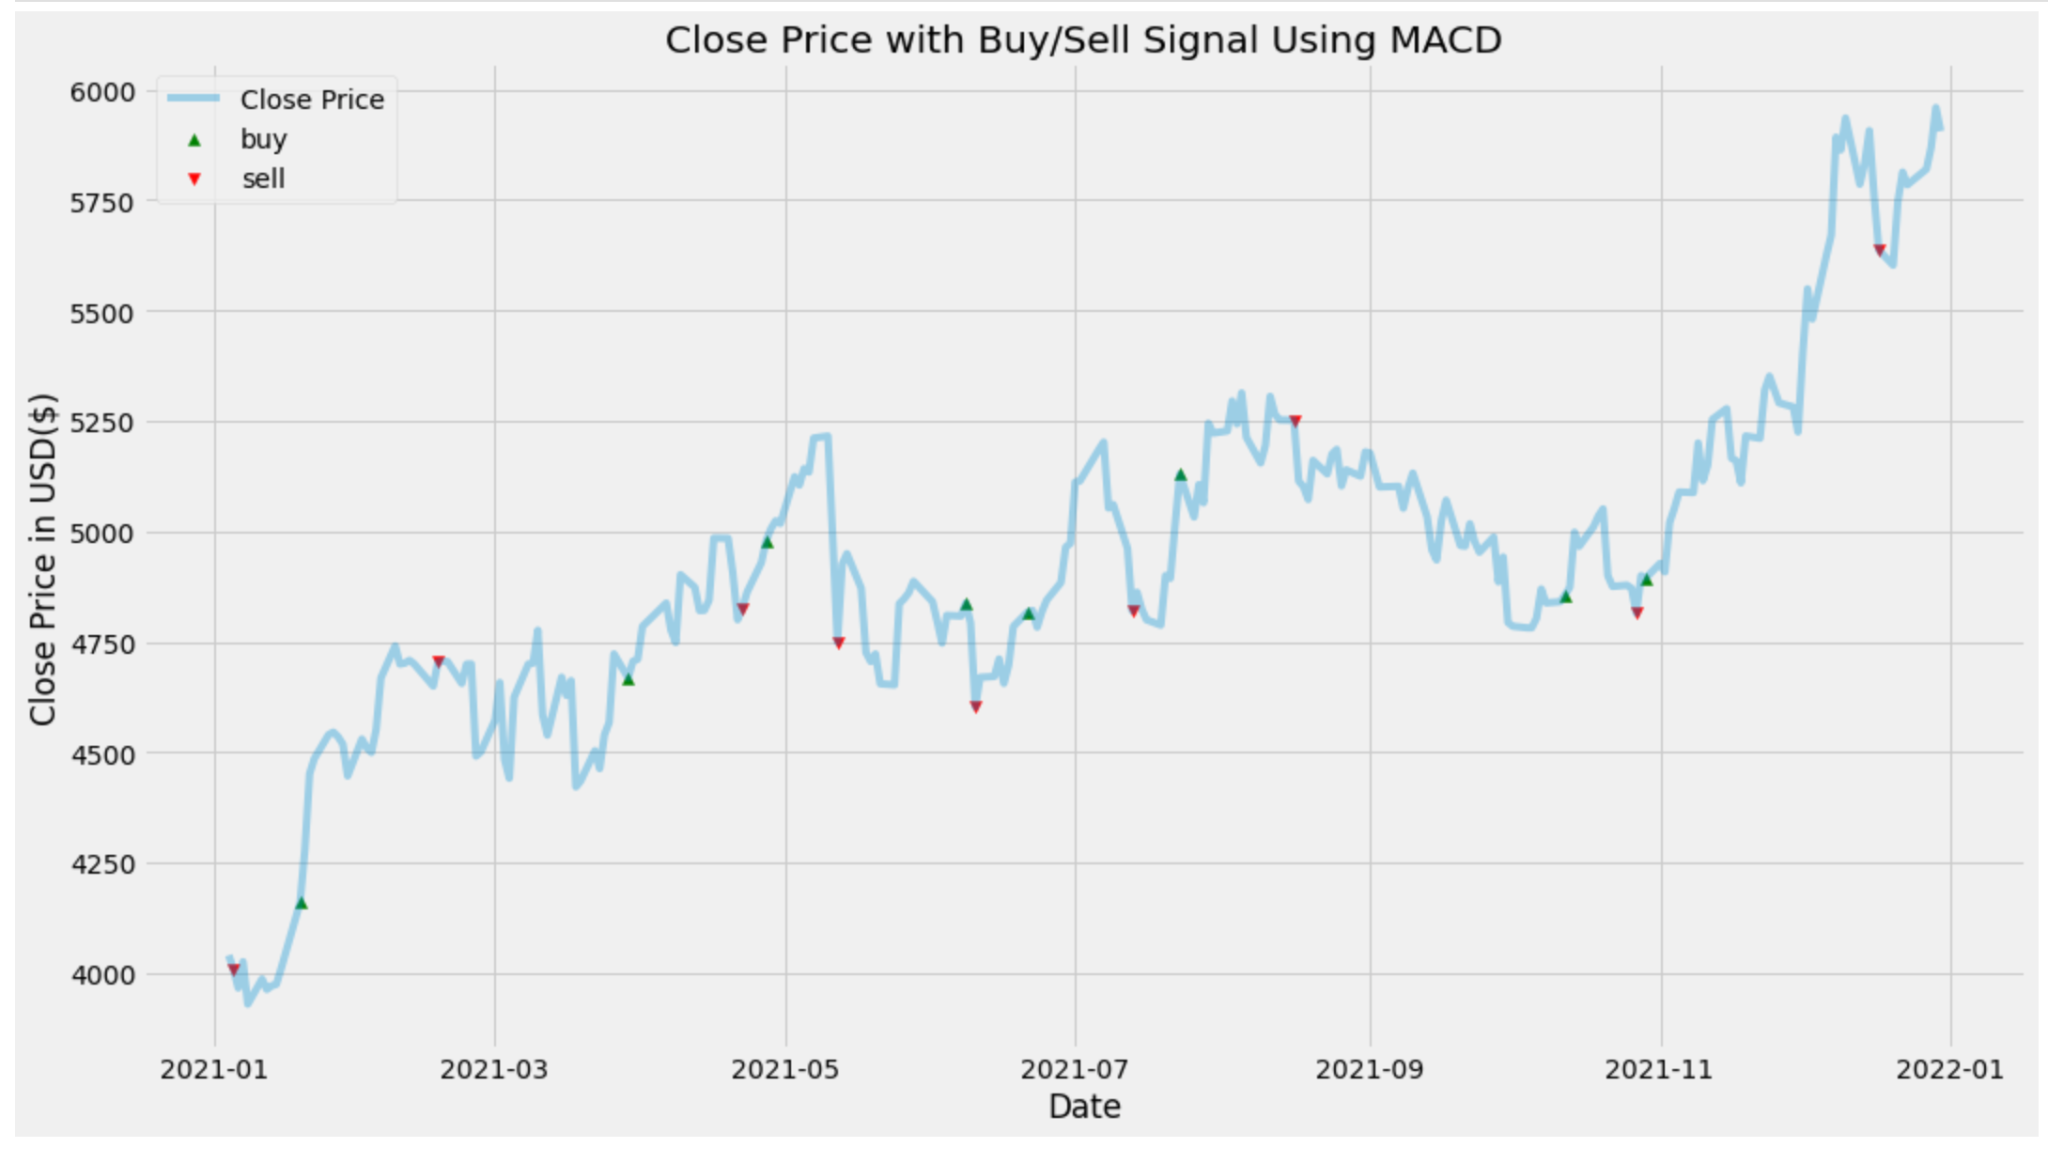 Close Price with Buy/Sell Signal Using MACD
Close Price
buy
sell
6000
5750
5500
5250
5000
4750
4500
4250
4000
Close Price in USD($)
2021-01 2021-03 2021-05 2021-07 2021-09 2021-11 2022-01
Date